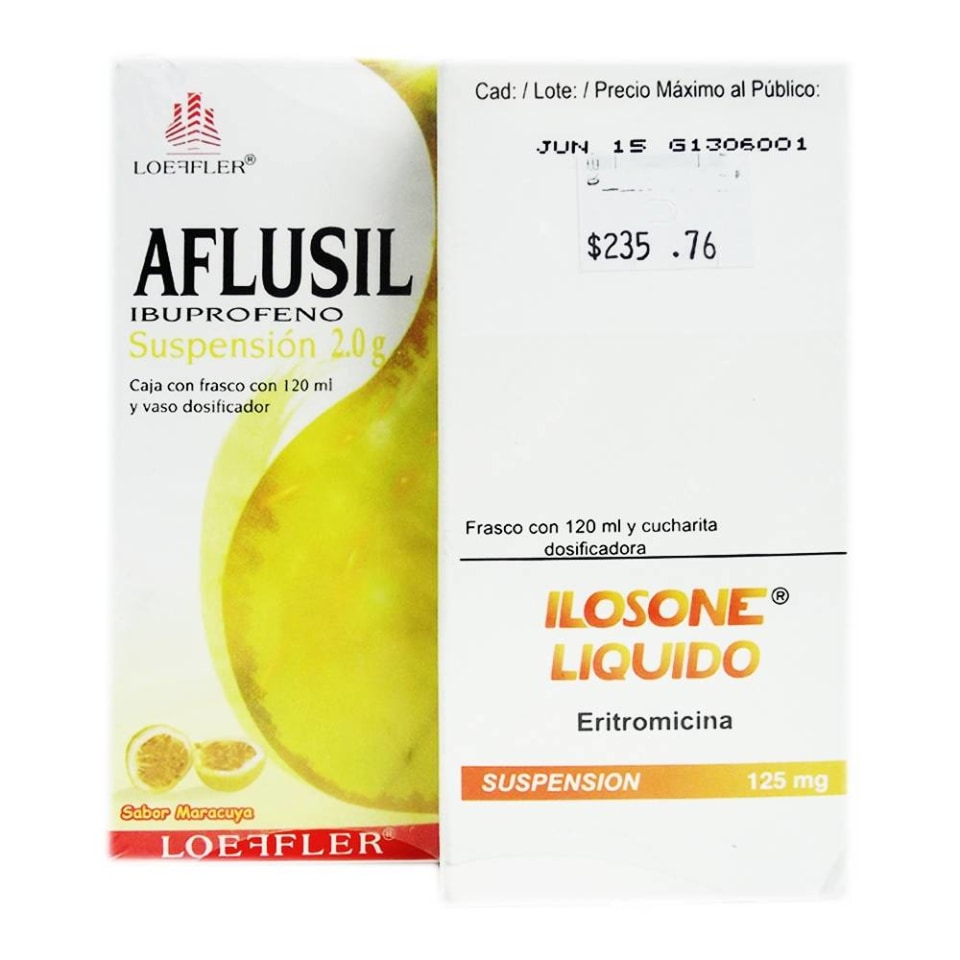 LOEFFLER®
AFLUSIL
IBUPROFENO
Suspensión 2.0 g
Caja con frasco con 120 ml
y vaso dosificador
Sabor Maracuya
LOEFFLER®
Cad: / Lote: / Precio Máximo al Público:
JUN 15 G1306001
$235 .76
Frasco con 120 ml y cucharita
dosificadora
ILOSONE®
LIQUIDO
Eritromicina
SUSPENSION 125 mg